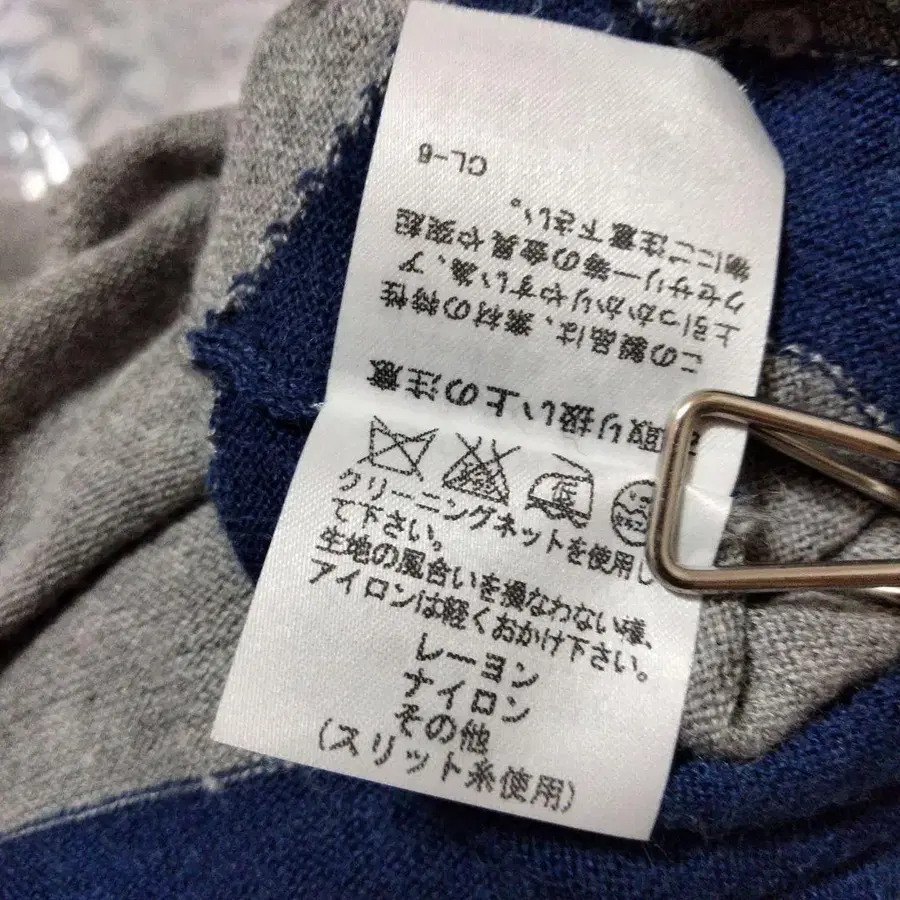 取り扱い上の注意
この製品は、素材の特性
上引っかかりやすい為、ア
クセサリー等の金具や突起
物にご注意下さい。
CL-6
低
クリーニングネットを使用し
て下さい。
生地の風合いを損なわない様、
アイロンは軽くおかけ下さい。
レーヨン
ナイロン
その他
(スリット糸使用)